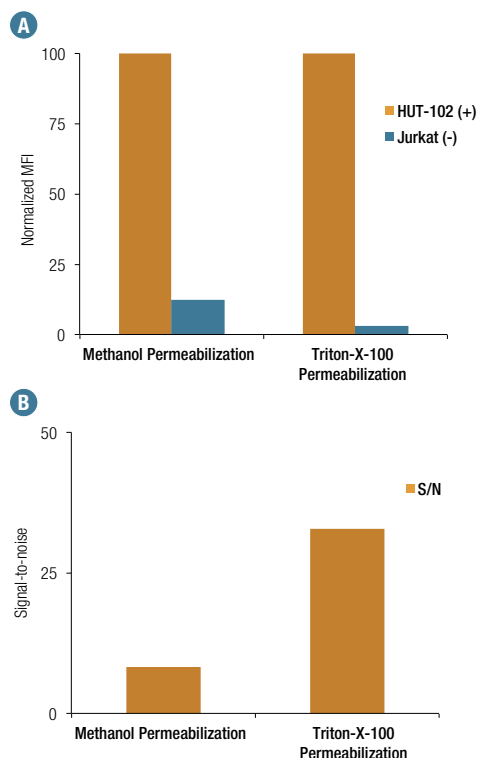 A
100
75
50
25
0
Normalized MFI
HUT-102 (+)
Jurkat (-)
Methanol Permeabilization
Triton-X-100
Permeabilization
B
50
25
0
Signal-to-noise
S/N
Methanol Permeabilization
Triton-X-100
Permeabilization